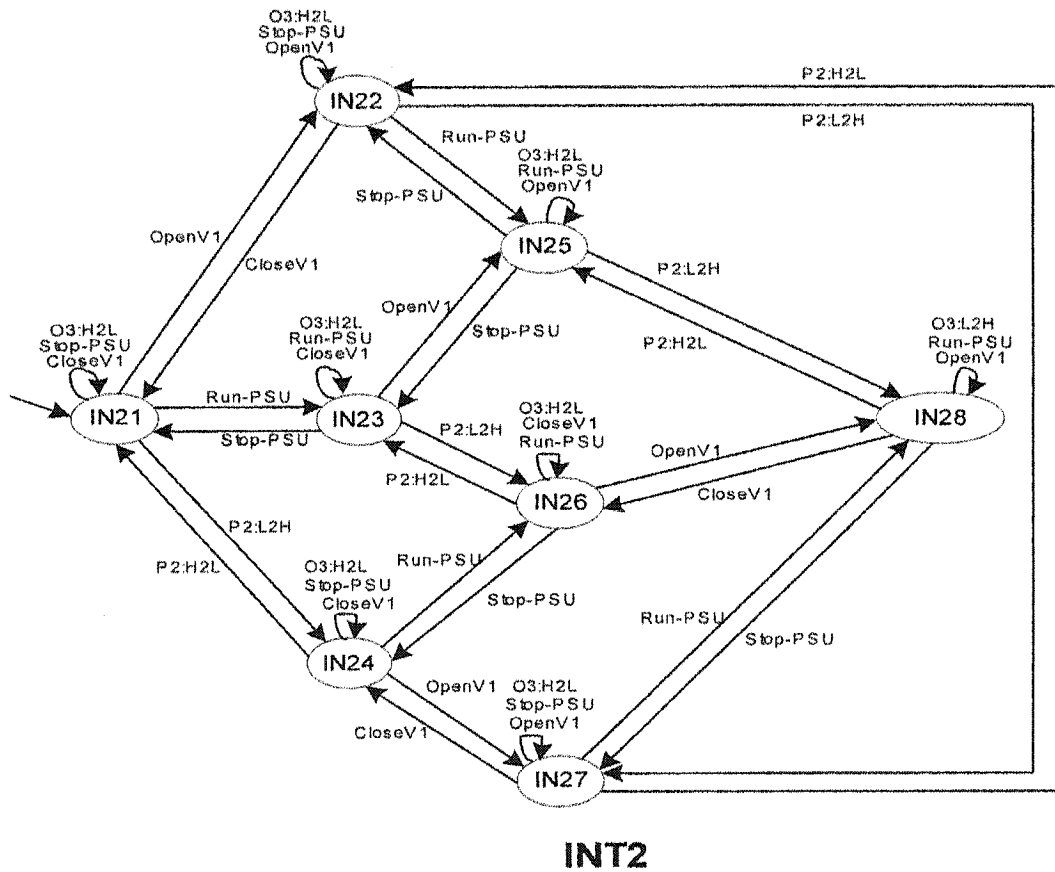 O3:H2L
Stop-PSU
OpenV1
IN22
P2:H2L
P2:L2H
Run-PSU
O3:H2L
Run-PSU
OpenV1
Stop-PSU
IN25
OpenV1
CloseV1
P2:L2H
P2:H2L
OpenV1
Stop-PSU
O3:H2L
Stop-PSU
CloseV1
O3:H2L
Run-PSU
CloseV1
O3:L2H
Run-PSU
OpenV1
IN21
Run-PSU
Stop-PSU
IN23
IN28
P2:L2H
P2:H2L
O3:H2L
CloseV1
Run-PSU
IN26
OpenV1
CloseV1
P2:L2H
P2:H2L
Run-PSU
Stop-PSU
O3:H2L
Stop-PSU
CloseV1
IN24
Run-PSU
Stop-PSU
OpenV1
CloseV1
O3:H2L
Stop-PSU
OpenV1
IN27
INT2